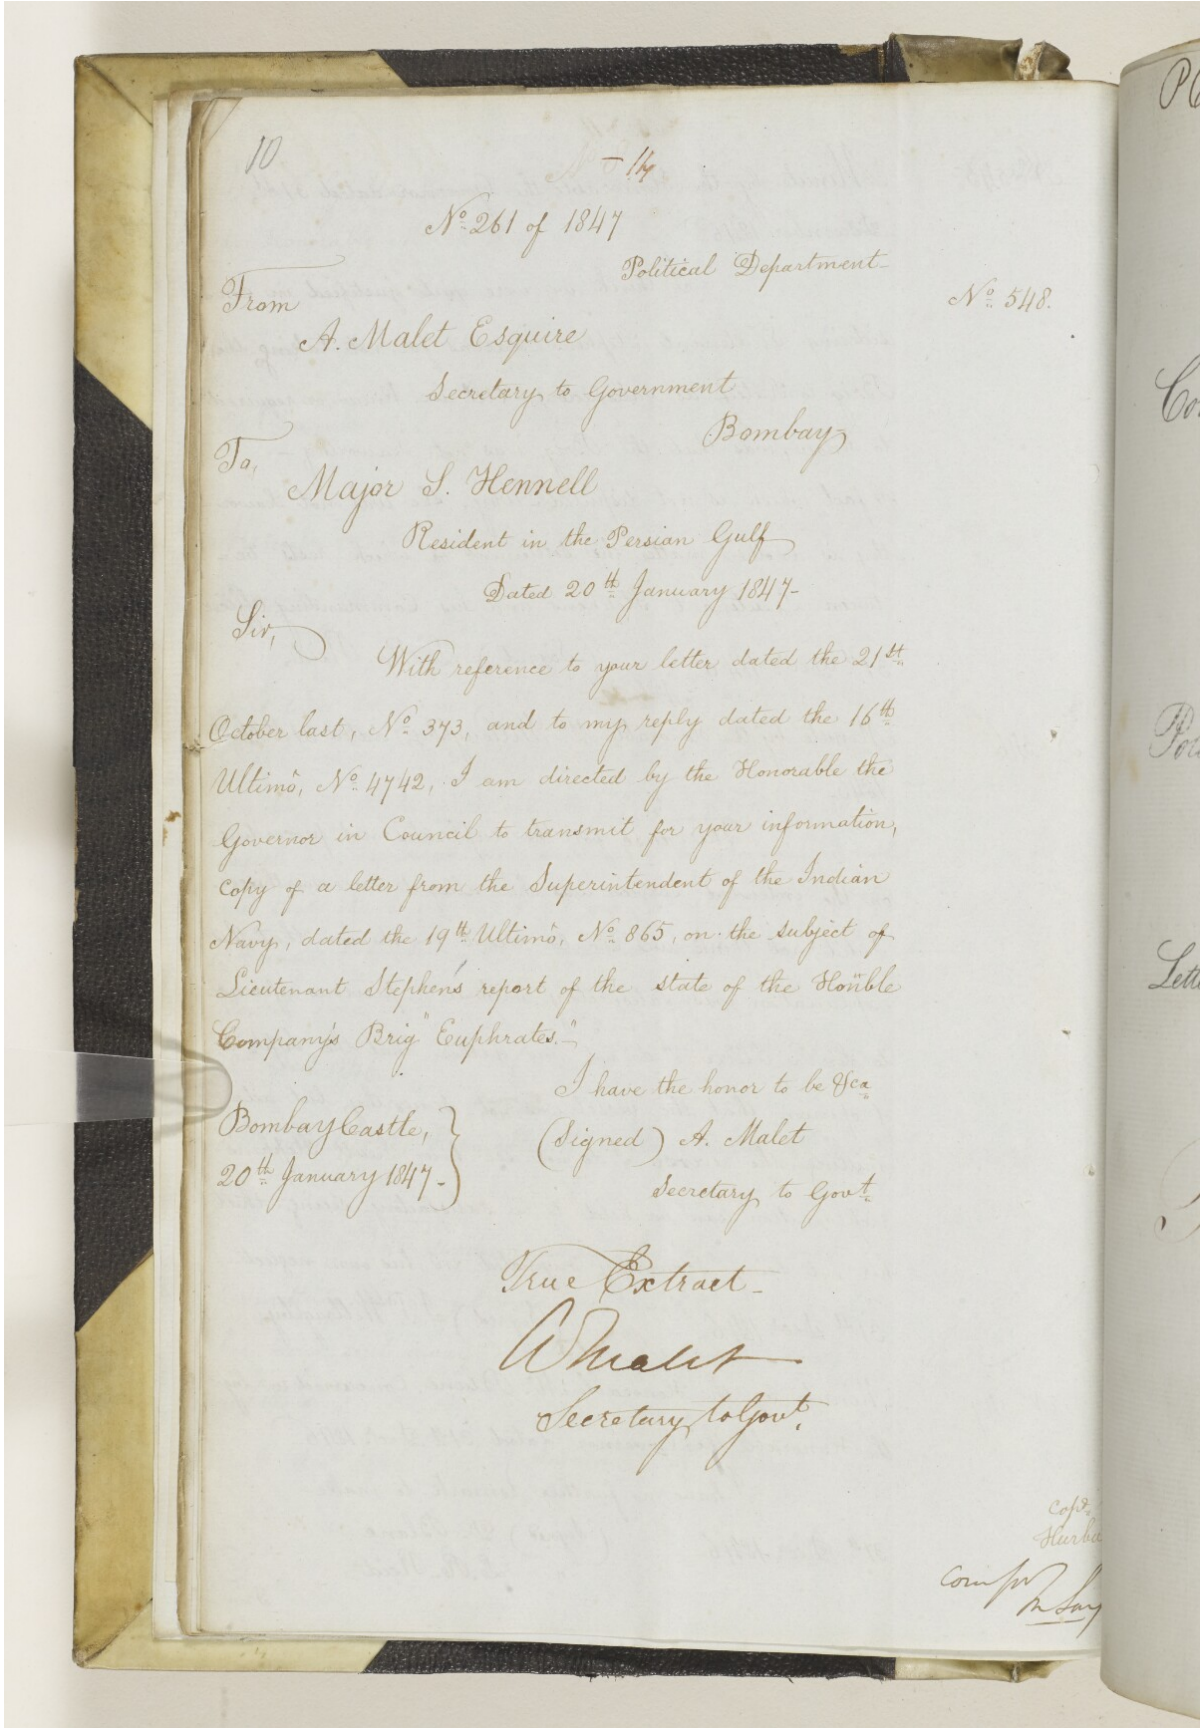 10
No 261 of 1847
Political Department
No 548.
From
A. Malet Esquire
Secretary to Government
Bombay
To,
Major S. Hennell
Resident in the Persian Gulf
Dated 20th January 1847-
Sir,
With reference to your letter dated the 21st
October last, No 373, and to my reply dated the 16th
Ultimo, No 4742, I am directed by the Honorable the
Governor in Council to transmit for your information,
copy of a letter from the Superintendent of the Indian
Navy, dated the 19th Ultimo, No 865, on the subject of
Lieutenant Stephen's report of the state of the Honble
Company's Brig "Euphrates."
I have the honor to be &ca
Bombay Castle,
(Signed) A. Malet
20th January 1847-
Secretary to Govt.
True Extract-
A Malet
Secretary to Govt.